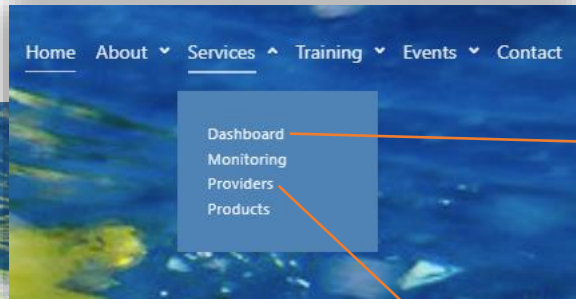 Home About Services Training Events Contact
Dashboard
Monitoring
Providers
Products